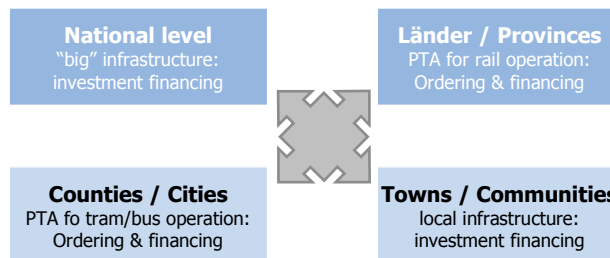 National level
“big” infrastructure:
investment financing
Länder / Provinces
PTA for rail operation:
Ordering & financing
Counties / Cities
PTA fo tram/bus operation:
Ordering & financing
Towns / Communities
local infrastructure:
investment financing